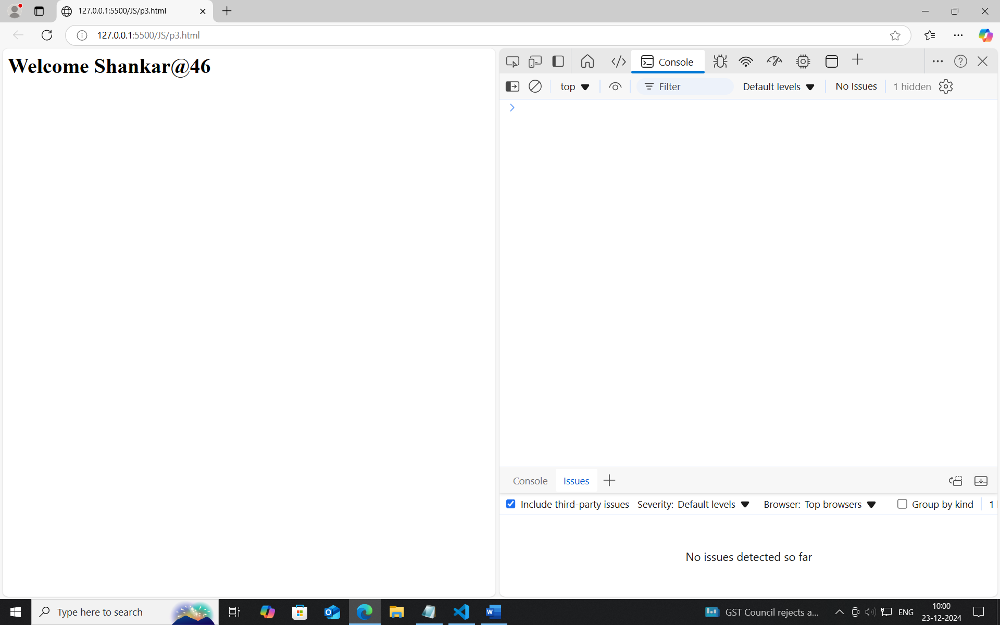 127.0.0.1:5500/JS/p3.html
127.0.0.1:5500/JS/p3.html
Welcome Shankar@46
Console
top
Filter
Default levels
No Issues
1 hidden
Console
Issues
Include third-party issues
Severity: Default levels
Browser: Top browsers
Group by kind
1
No issues detected so far
Type here to search
GST Council rejects a...
ENG
10:00
23-12-2024